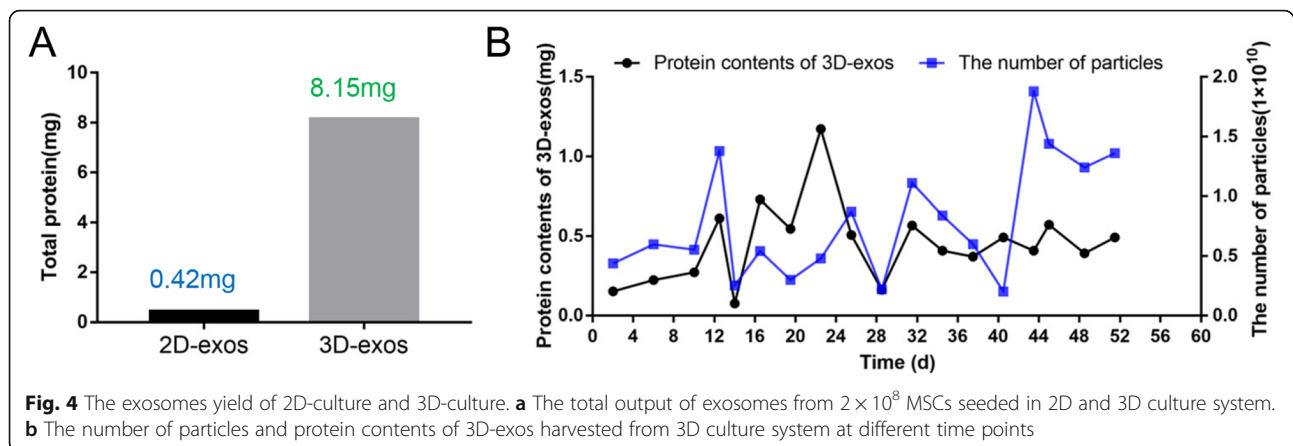 A
Total protein(mg)
10
8
6
4
2
0
0.42mg
8.15mg
2D-exos
3D-exos
B
Protein contents of 3D-exos
The number of particles
Protein contents of 3D-exos(mg)
1.5
1.0
0.5
0.0
2.0
1.5
1.0
0.5
0.0
The number of particles(1×10¹⁰)
0 4 8 12 16 20 24 28 32 36 40 44 48 52 56 60
Time (d)
Fig. 4 The exosomes yield of 2D-culture and 3D-culture. a The total output of exosomes from 2 × 10⁸ MSCs seeded in 2D and 3D culture system.
b The number of particles and protein contents of 3D-exos harvested from 3D culture system at different time points